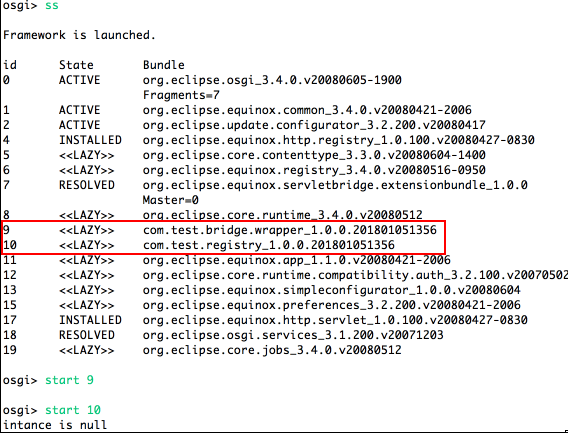 osgi> ss
Framework is launched.
id State Bundle
0 ACTIVE org.eclipse.osgi_3.4.0.v20080605-1900
Fragments=7
1 ACTIVE org.eclipse.equinox.common_3.4.0.v20080421-2006
2 ACTIVE org.eclipse.update.configurator_3.2.200.v20080417
4 INSTALLED org.eclipse.equinox.http.registry_1.0.100.v20080427-0830
5 <<LAZY>> org.eclipse.core.contenttype_3.3.0.v20080604-1400
6 <<LAZY>> org.eclipse.equinox.registry_3.4.0.v20080516-0950
7 RESOLVED org.eclipse.equinox.servletbridge.extensionbundle_1.0.0
Master=0
8 <<LAZY>> org.eclipse.core.runtime_3.4.0.v20080512
9 <<LAZY>> com.test.bridge.wrapper_1.0.0.201801051356
10 <<LAZY>> com.test.registry_1.0.0.201801051356
11 <<LAZY>> org.eclipse.equinox.app_1.1.0.v20080421-2006
12 <<LAZY>> org.eclipse.core.runtime.compatibility.auth_3.2.100.v20070502
13 <<LAZY>> org.eclipse.equinox.simpleconfigurator_1.0.0.v20080604
15 <<LAZY>> org.eclipse.equinox.preferences_3.2.200.v20080421-2006
17 INSTALLED org.eclipse.equinox.http.servlet_1.0.100.v20080427-0830
18 RESOLVED org.eclipse.osgi.services_3.1.200.v20071203
19 <<LAZY>> org.eclipse.core.jobs_3.4.0.v20080512
osgi> start 9
osgi> start 10
intance is null